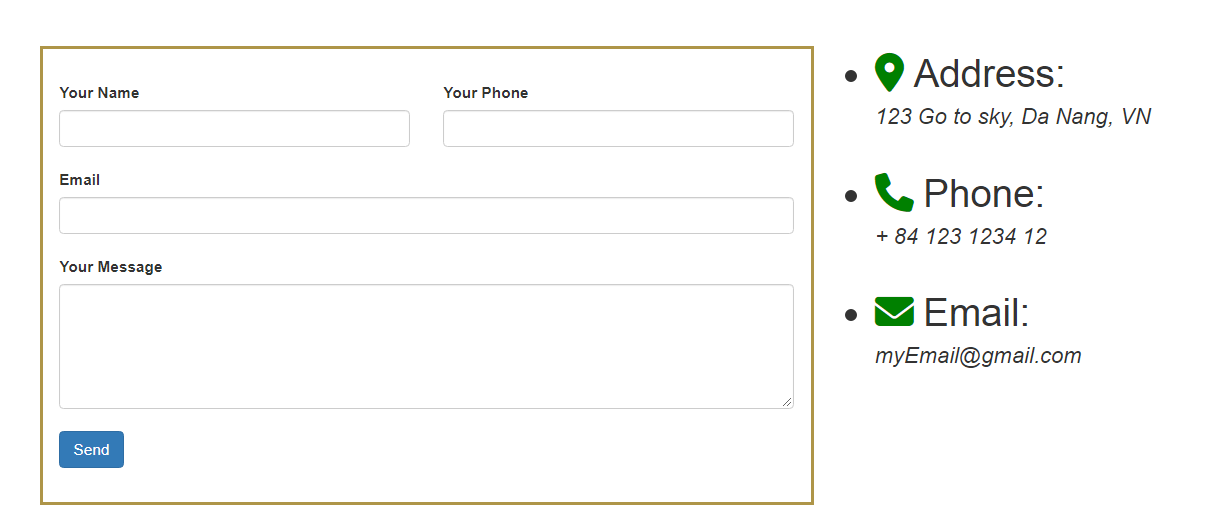 Your Name
Your Phone
Email
Your Message
Send
Address:
123 Go to sky, Da Nang, VN
Phone:
+ 84 123 1234 12
Email:
myEmail@gmail.com